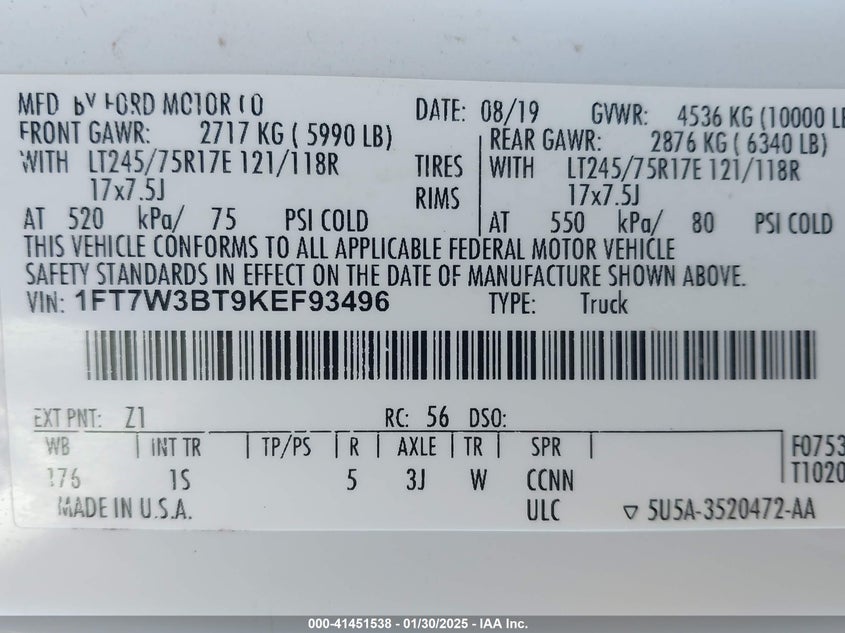 MFD BY FORD MOTOR CO DATE: 08/19 GVWR: 4536 KG (10000 LB
FRONT GAWR: 2717 KG ( 5990 LB) REAR GAWR: 2876 KG ( 6340 LB)
WITH LT245/75R17E 121/118R TIRES WITH LT245/75R17E 121/118R
17x7.5J RIMS 17x7.5J
AT 520 kPa/ 75 PSI COLD AT 550 kPa/ 80 PSI COLD
THIS VEHICLE CONFORMS TO ALL APPLICABLE FEDERAL MOTOR VEHICLE
SAFETY STANDARDS IN EFFECT ON THE DATE OF MANUFACTURE SHOWN ABOVE.
VIN: 1FT7W3BT9KEF93496 TYPE: Truck
EXT PNT: Z1 RC: 56 DSO:
WB INT TR TP/PS R AXLE TR SPR F0753
176 1S 5 3J W CCNN T1020
MADE IN U.S.A. ULC ▽ 5U5A-3520472-AA
000-41451538 - 01/30/2025 - IAA Inc.